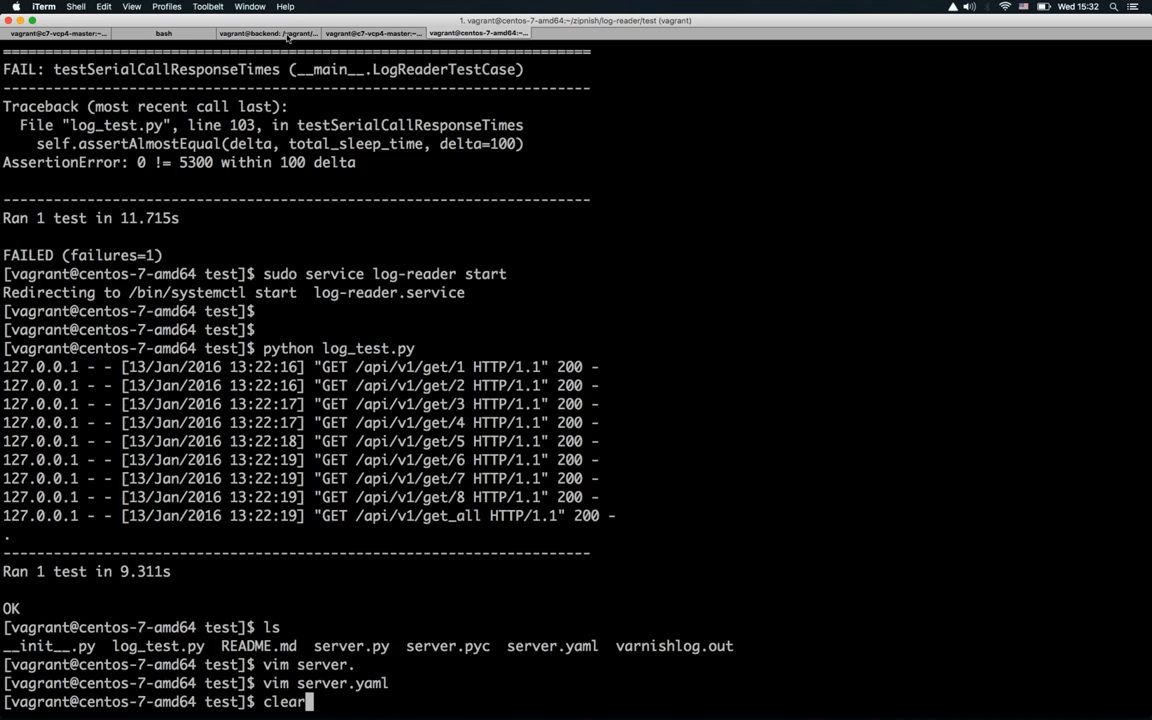 iTerm Shell Edit View Profiles Toolbelt Window Help Wed 15:32
1. vagrant@centos-7-amd64:~/zipnish/log-reader/test (vagrant)
vagrant@c7-vcp4-master:~... bash vagrant@backend: /vagrant/... vagrant@c7-vcp4-master:~... vagrant@centos-7-amd64:~...
======================================================================
FAIL: testSerialCallResponseTimes (__main__.LogReaderTestCase)
----------------------------------------------------------------------
Traceback (most recent call last):
  File "log_test.py", line 103, in testSerialCallResponseTimes
    self.assertAlmostEqual(delta, total_sleep_time, delta=100)
AssertionError: 0 != 5300 within 100 delta
----------------------------------------------------------------------
Ran 1 test in 11.715s
FAILED (failures=1)
[vagrant@centos-7-amd64 test]$ sudo service log-reader start
Redirecting to /bin/systemctl start  log-reader.service
[vagrant@centos-7-amd64 test]$
[vagrant@centos-7-amd64 test]$
[vagrant@centos-7-amd64 test]$ python log_test.py
127.0.0.1 - - [13/Jan/2016 13:22:16] "GET /api/v1/get/1 HTTP/1.1" 200 -
127.0.0.1 - - [13/Jan/2016 13:22:16] "GET /api/v1/get/2 HTTP/1.1" 200 -
127.0.0.1 - - [13/Jan/2016 13:22:17] "GET /api/v1/get/3 HTTP/1.1" 200 -
127.0.0.1 - - [13/Jan/2016 13:22:17] "GET /api/v1/get/4 HTTP/1.1" 200 -
127.0.0.1 - - [13/Jan/2016 13:22:18] "GET /api/v1/get/5 HTTP/1.1" 200 -
127.0.0.1 - - [13/Jan/2016 13:22:19] "GET /api/v1/get/6 HTTP/1.1" 200 -
127.0.0.1 - - [13/Jan/2016 13:22:19] "GET /api/v1/get/7 HTTP/1.1" 200 -
127.0.0.1 - - [13/Jan/2016 13:22:19] "GET /api/v1/get/8 HTTP/1.1" 200 -
127.0.0.1 - - [13/Jan/2016 13:22:19] "GET /api/v1/get_all HTTP/1.1" 200 -
.
----------------------------------------------------------------------
Ran 1 test in 9.311s
OK
[vagrant@centos-7-amd64 test]$ ls
__init__.py  log_test.py  README.md  server.py  server.pyc  server.yaml  varnishlog.out
[vagrant@centos-7-amd64 test]$ vim server.
[vagrant@centos-7-amd64 test]$ vim server.yaml
[vagrant@centos-7-amd64 test]$ clear